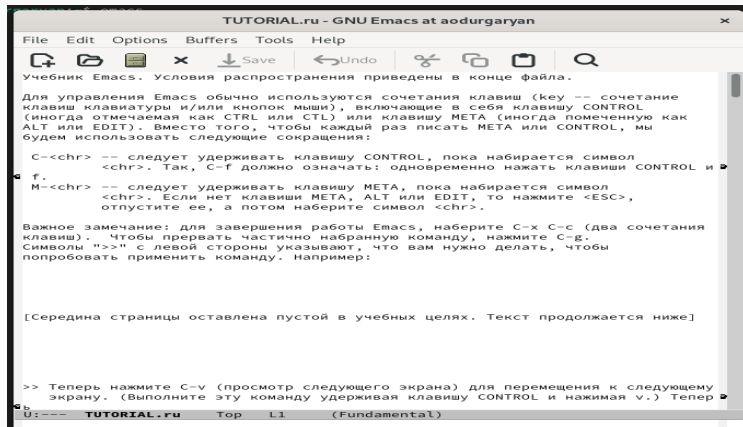 TUTORIAL.ru - GNU Emacs at aodurgaryan
File Edit Options Buffers Tools Help
Save Undo
Учебник Emacs. Условия распространения приведены в конце файла.
Для управления Emacs обычно используются сочетания клавиш (key -- сочетание
клавиш клавиатуры и/или кнопок мыши), включающие в себя клавишу CONTROL
(иногда отмечаемая как CTRL или CTL) или клавишу META (иногда помеченную как
ALT или EDIT). Вместо того, чтобы каждый раз писать META или CONTROL, мы
будем использовать следующие сокращения:
C-<chr> -- следует удерживать клавишу CONTROL, пока набирается символ
<chr>. Так, C-f должно означать: одновременно нажать клавиши CONTROL и
f.
M-<chr> -- следует удерживать клавишу META, пока набирается символ
<chr>. Если нет клавиши META, ALT или EDIT, то нажмите <ESC>,
отпустите ее, а потом наберите символ <chr>.
Важное замечание: для завершения работы Emacs, наберите C-x C-c (два сочетания
клавиш). Чтобы прервать частично набранную команду, нажмите C-g.
Символы ">>" с левой стороны указывают, что вам нужно делать, чтобы
попробовать применить команду. Например:
[Середина страницы оставлена пустой в учебных целях. Текст продолжается ниже]
>> Теперь нажмите C-v (просмотр следующего экрана) для перемещения к следующему
экрану. (Выполните эту команду удерживая клавишу CONTROL и нажимая v.) Тепер
ь
U:--- TUTORIAL.ru Top L1 (Fundamental)